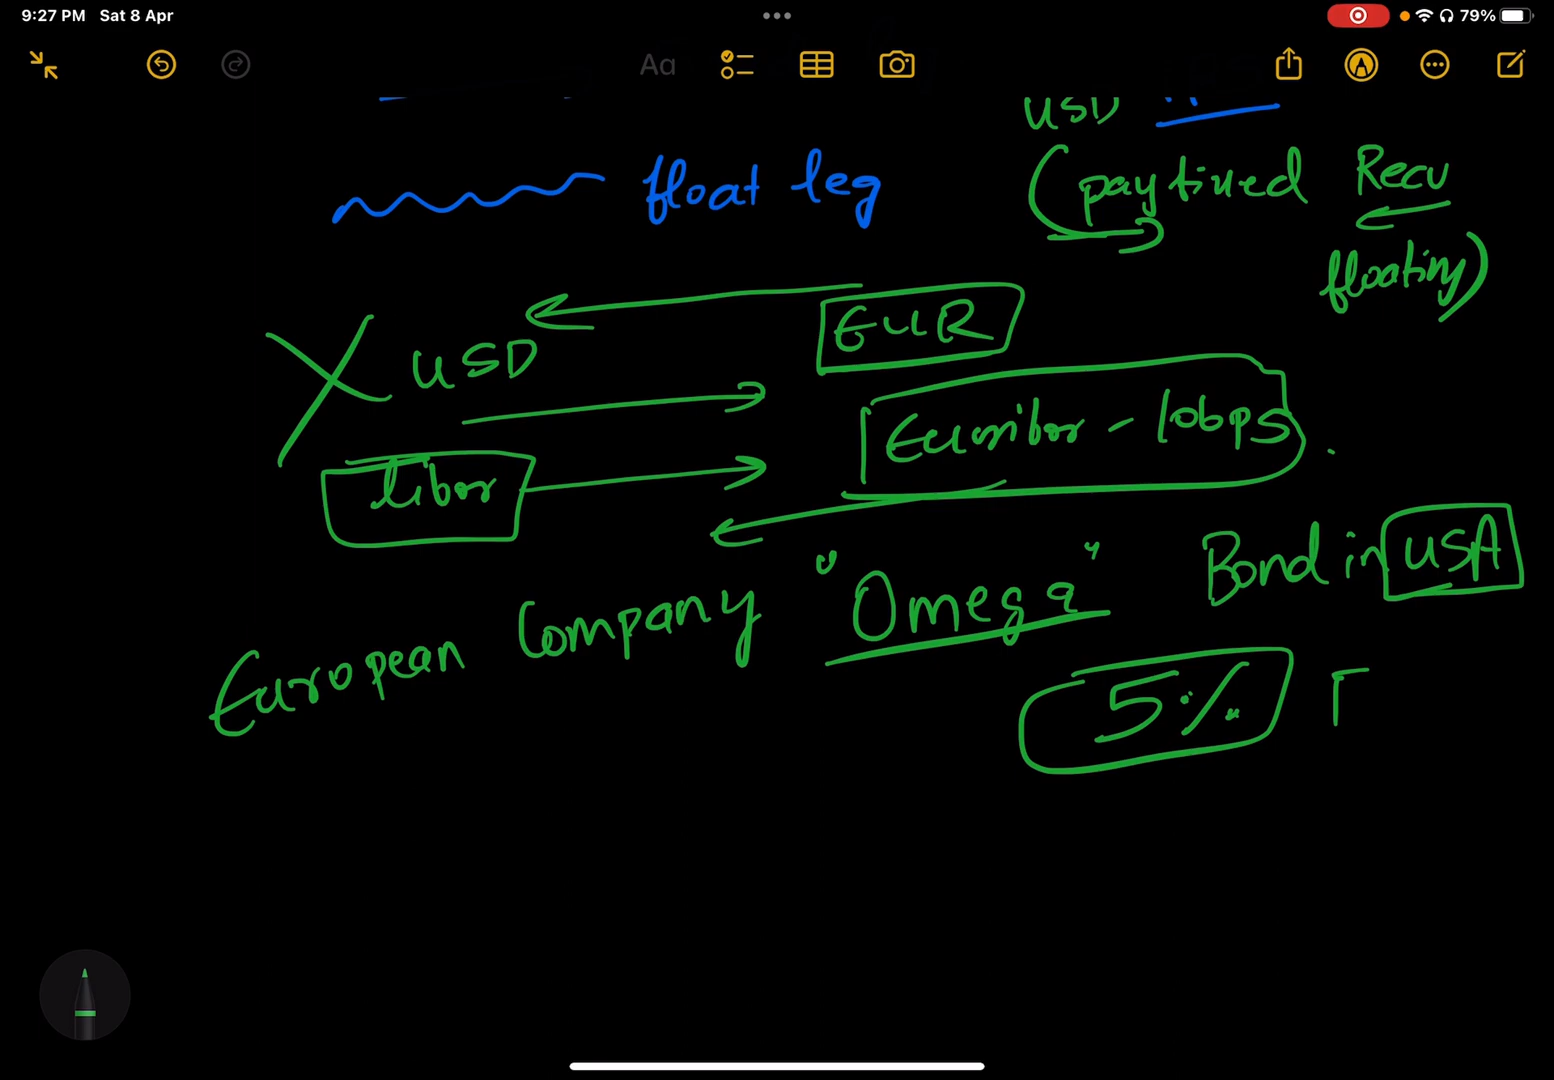 9:27 PM Sat 8 Apr
79%
Aa
USD
float leg
(pay fixed Recv
floating)
EUR
X USD
Euribor - 10bps.
Libor
Bond in USA
European Company "Omega"
5%